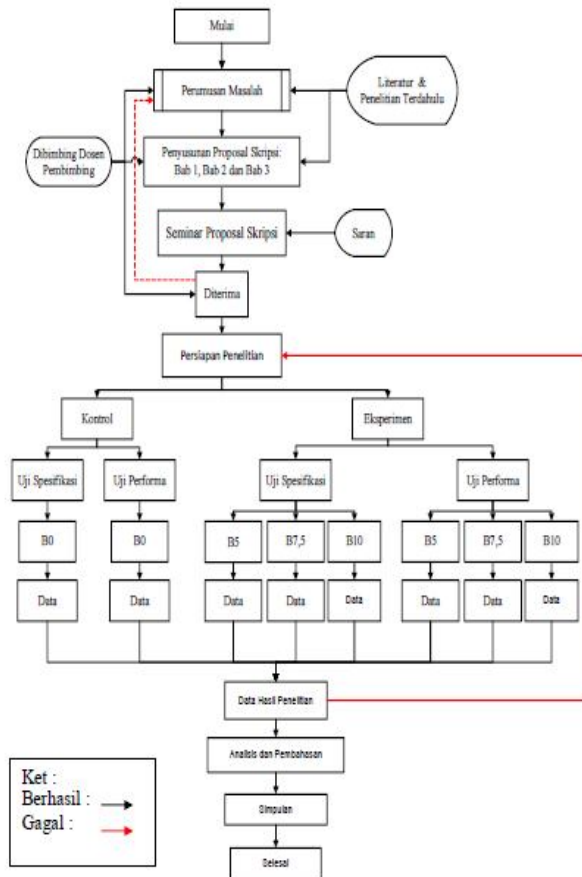 Mulai
Perumusan Masalah
Literatur &
Penelitian Terdahulu
Dibimbing Dosen
Pembimbing
Penyusunan Proposal Skripsi:
Bab 1, Bab 2 dan Bab 3
Seminar Proposal Skripsi
Saran
Diterima
Persiapan Penelitian
Kontrol
Eksperimen
Uji Spesifikasi
Uji Performa
Uji Spesifikasi
Uji Performa
B0
B0
B5
B7,5
B10
B5
B7,5
B10
Data
Data
Data
Data
Data
Data
Data
Data
Data Hasil Penelitian
Analisis dan Pembahasan
Simpulan
Selesai
Ket :
Berhasil :
Gagal :